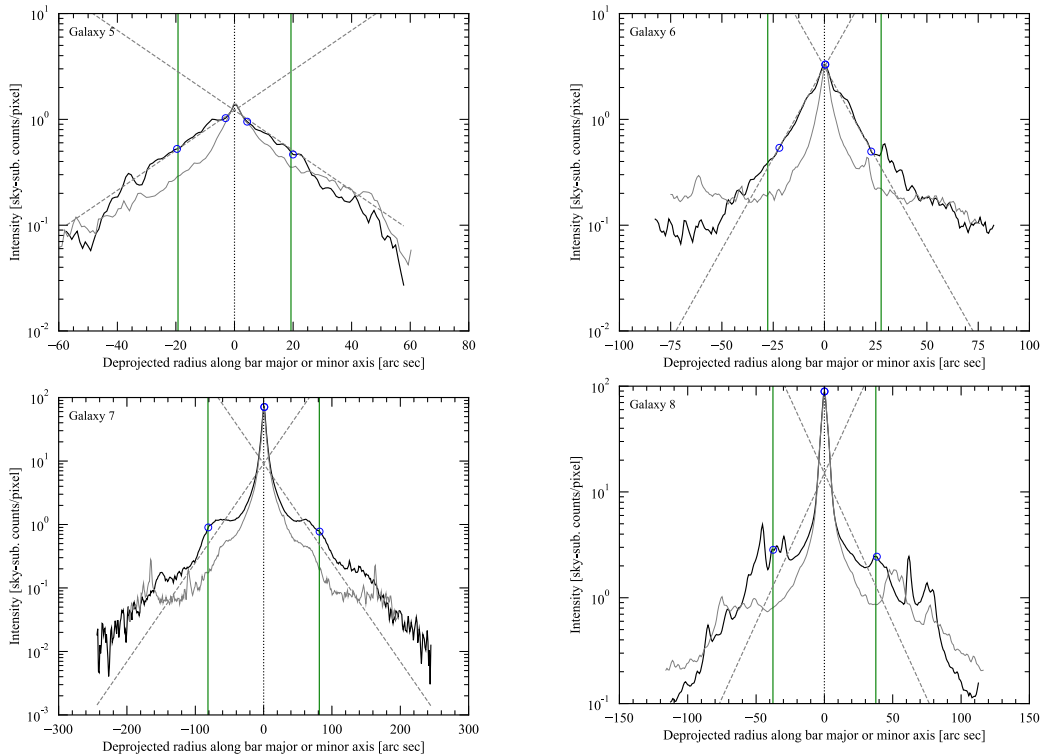 Galaxy 5
10^1
10^0
10^-1
10^-2
Intensity [sky-sub. counts/pixel]
−60 −40 −20 0 20 40 60 80
Deprojected radius along bar major or minor axis [arc sec]
Galaxy 6
10^1
10^0
10^-1
10^-2
Intensity [sky-sub. counts/pixel]
−100 −75 −50 −25 0 25 50 75 100
Deprojected radius along bar major or minor axis [arc sec]
Galaxy 7
10^2
10^1
10^0
10^-1
10^-2
10^-3
Intensity [sky-sub. counts/pixel]
−300 −200 −100 0 100 200 300
Deprojected radius along bar major or minor axis [arc sec]
Galaxy 8
10^2
10^1
10^0
10^-1
Intensity [sky-sub. counts/pixel]
−150 −100 −50 0 50 100 150
Deprojected radius along bar major or minor axis [arc sec]